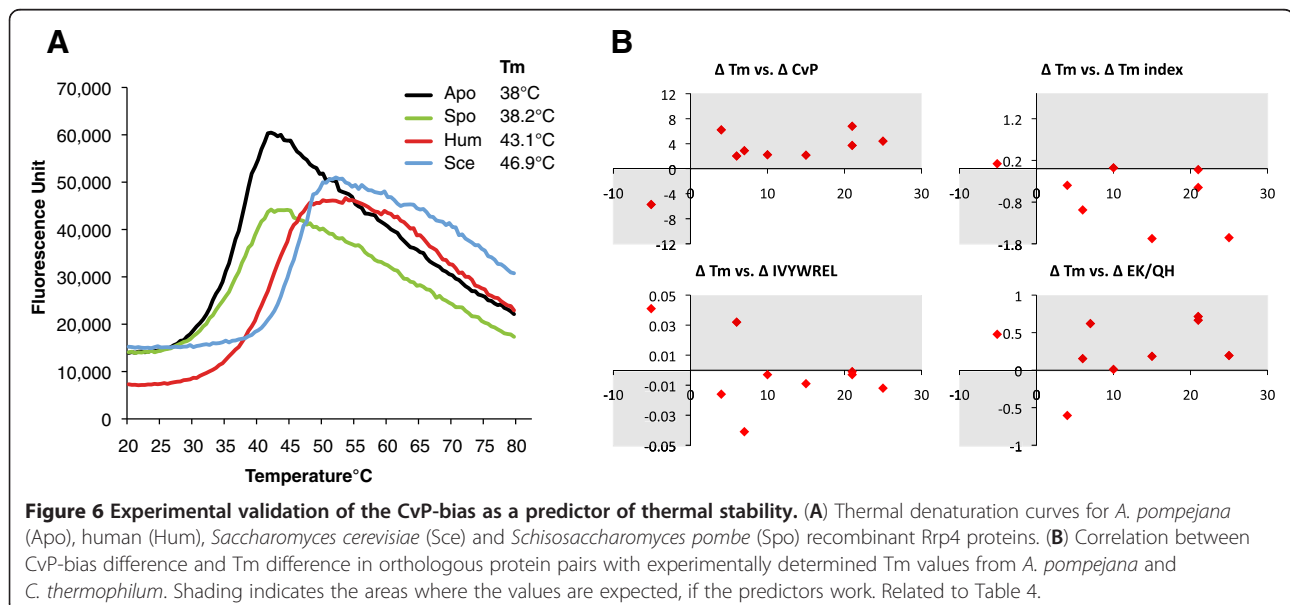 A
Tm
Apo 38°C
Spo 38.2°C
Hum 43.1°C
Sce 46.9°C
70,000
60,000
50,000
40,000
30,000
20,000
10,000
0
Fluorescence Unit
20 25 30 35 40 45 50 55 60 65 70 75 80
Temperature°C
B
Δ Tm vs. Δ CvP
12
8
4
0
-4
-8
-12
-10 0 10 20 30
Δ Tm vs. Δ Tm index
1.2
0.2
-0.8
-1.8
-10 0 10 20 30
Δ Tm vs. Δ IVYWREL
0.05
0.03
0.01
-0.01
-0.03
-0.05
-10 0 10 20 30
Δ Tm vs. Δ EK/QH
1
0.5
0
-0.5
-1
-10 0 10 20 30
Figure 6 Experimental validation of the CvP-bias as a predictor of thermal stability. (A) Thermal denaturation curves for A. pompejana
(Apo), human (Hum), Saccharomyces cerevisiae (Sce) and Schisosaccharomyces pombe (Spo) recombinant Rrp4 proteins. (B) Correlation between
CvP-bias difference and Tm difference in orthologous protein pairs with experimentally determined Tm values from A. pompejana and
C. thermophilum. Shading indicates the areas where the values are expected, if the predictors work. Related to Table 4.